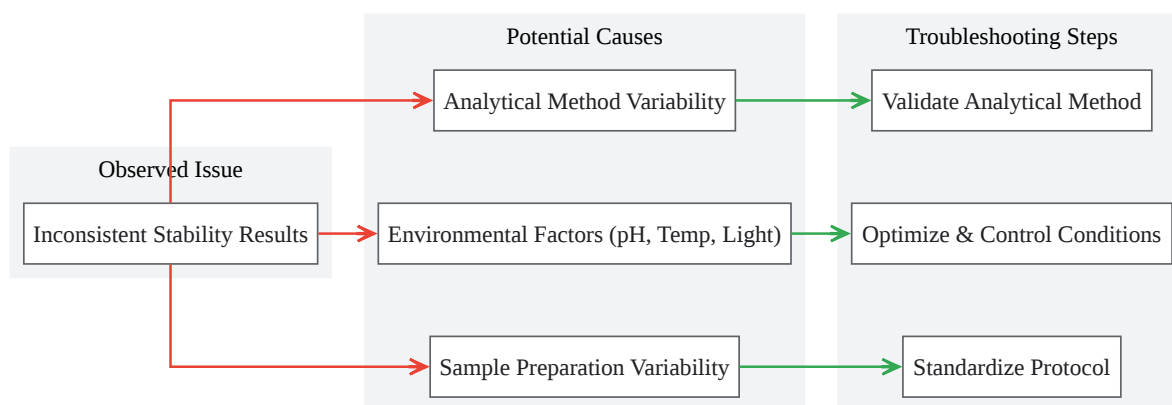 Potential Causes
Troubleshooting Steps
Analytical Method Variability
Validate Analytical Method
Observed Issue
Inconsistent Stability Results
Environmental Factors (pH, Temp, Light)
Optimize & Control Conditions
Sample Preparation Variability
Standardize Protocol